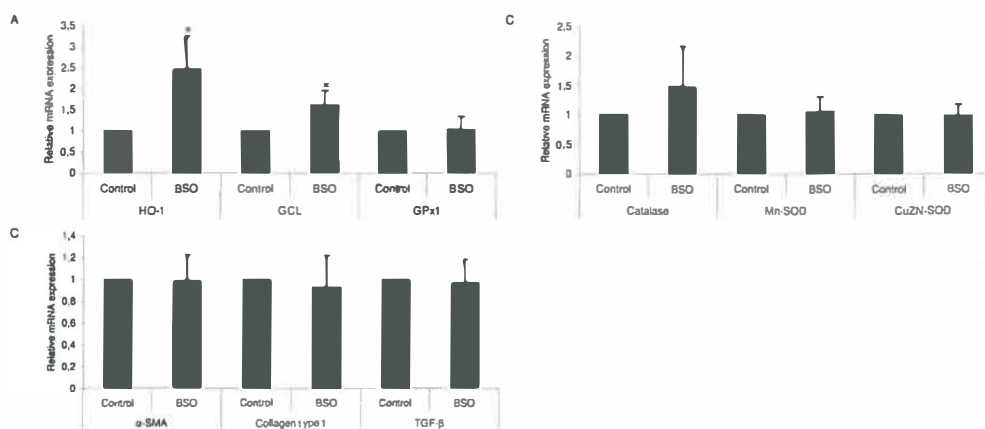 A
Relative mRNA expression
3,5
3
2,5
2
1,5
1
0,5
0
*
*
Control BSO Control BSO Control BSO
HO-1 GCL GPx1
C
Relative mRNA expression
2,5
2
1,5
1
0,5
0
Control BSO Control BSO Control BSO
Catalase Mn-SOD CuZN-SOD
C
Relative mRNA expression
1,4
1,2
1
0,8
0,6
0,4
0,2
0
Control BSO Control BSO Control BSO
α-SMA Collagen type 1 TGF-β